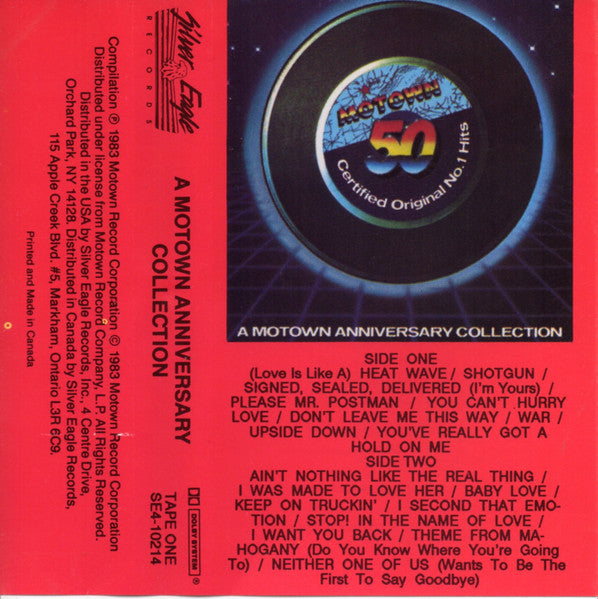 Silver Eagle
RECORDS
Compilation ℗ 1983 Motown Record Corporation © 1983 Motown Record Corporation
Distributed under license from Motown Record Company, L.P. All Rights Reserved.
Distributed in the USA by Silver Eagle Records, Inc., 4 Centre Drive,
Orchard Park, NY 14128. Distributed in Canada by Silver Eagle Records,
115 Apple Creek Blvd. #5, Markham, Ontario L3R 6C9.
Printed and Made in Canada
A MOTOWN ANNIVERSARY
COLLECTION
DOLBY SYSTEM ®
TAPE ONE
SE4-10214
MOTOWN
50
Certified Original No.1 Hits
A MOTOWN ANNIVERSARY COLLECTION
SIDE ONE
(Love Is Like A) HEAT WAVE / SHOTGUN /
SIGNED, SEALED, DELIVERED (I'm Yours) /
PLEASE MR. POSTMAN / YOU CAN'T HURRY
LOVE / DON'T LEAVE ME THIS WAY / WAR /
UPSIDE DOWN / YOU'VE REALLY GOT A
HOLD ON ME
SIDE TWO
AIN'T NOTHING LIKE THE REAL THING /
I WAS MADE TO LOVE HER / BABY LOVE /
KEEP ON TRUCKIN' / I SECOND THAT EMO-
TION / STOP! IN THE NAME OF LOVE /
I WANT YOU BACK / THEME FROM MA-
HOGANY (Do You Know Where You're Going
To) / NEITHER ONE OF US (Wants To Be The
First To Say Goodbye)